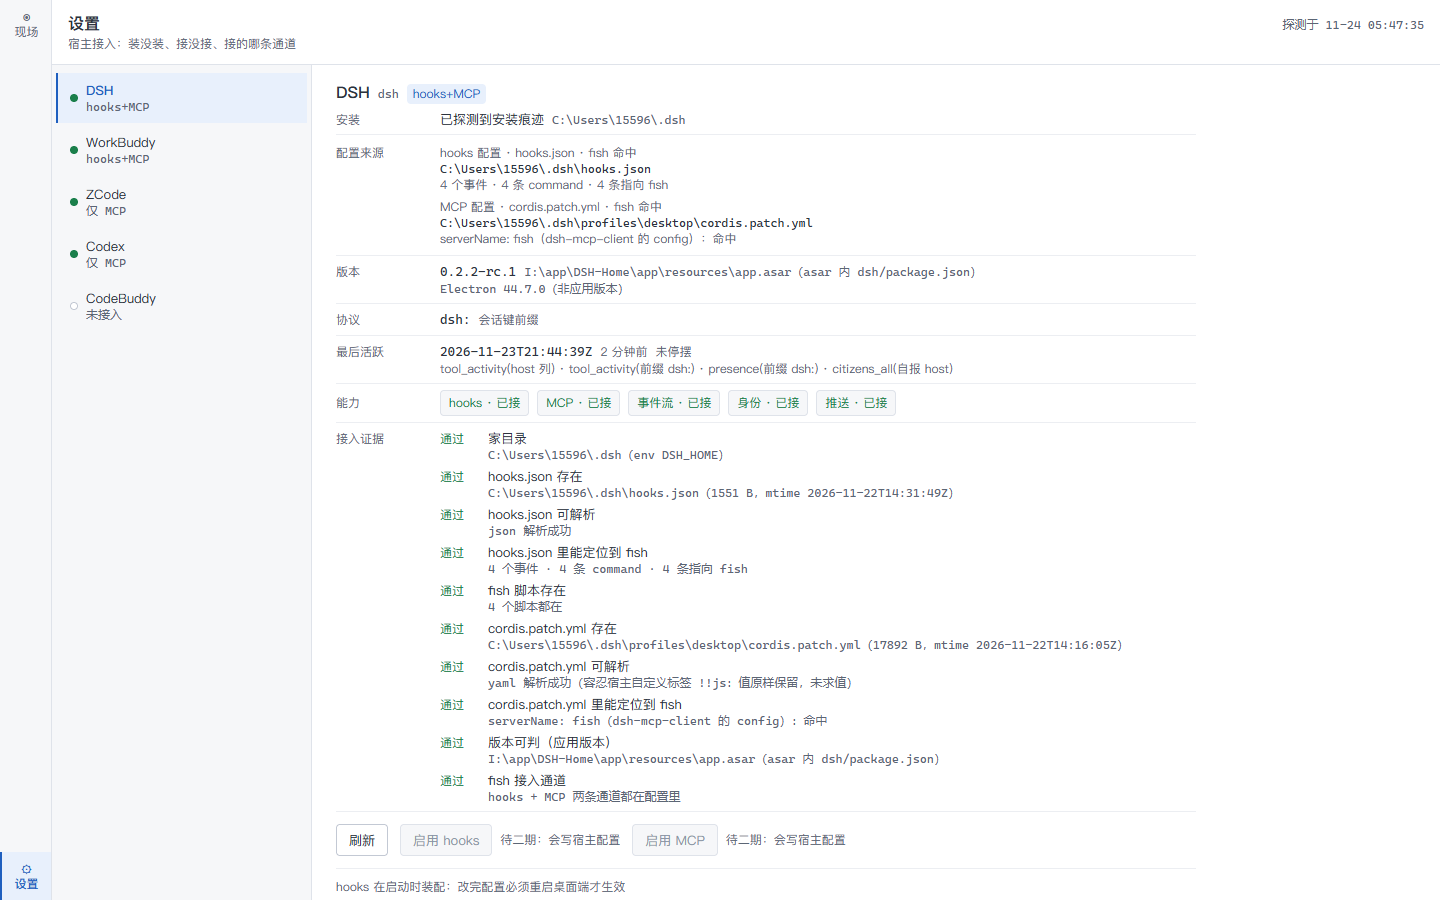 现场
设置
宿主接入：装没装、接没接、接的哪条通道
探测于 11-24 05:47:35
DSH
hooks+MCP
WorkBuddy
hooks+MCP
ZCode
仅 MCP
Codex
仅 MCP
CodeBuddy
未接入
设置
DSH dsh hooks+MCP
安装 已探测到安装痕迹 C:\Users\15596\.dsh
配置来源 hooks 配置 · hooks.json · fish 命中
C:\Users\15596\.dsh\hooks.json
4 个事件 · 4 条 command · 4 条指向 fish
MCP 配置 · cordis.patch.yml · fish 命中
C:\Users\15596\.dsh\profiles\desktop\cordis.patch.yml
serverName: fish（dsh-mcp-client 的 config）: 命中
版本 0.2.2-rc.1 I:\app\DSH-Home\app\resources\app.asar（asar 内 dsh/package.json）
Electron 44.7.0（非应用版本）
协议 dsh: 会话键前缀
最后活跃 2026-11-23T21:44:39Z 2 分钟前 未停摆
tool_activity(host 列) · tool_activity(前缀 dsh:) · presence(前缀 dsh:) · citizens_all(自报 host)
能力 hooks · 已接 MCP · 已接 事件流 · 已接 身份 · 已接 推送 · 已接
接入证据 通过 家目录
C:\Users\15596\.dsh（env DSH_HOME）
通过 hooks.json 存在
C:\Users\15596\.dsh\hooks.json（1551 B，mtime 2026-11-22T14:31:49Z）
通过 hooks.json 可解析
json 解析成功
通过 hooks.json 里能定位到 fish
4 个事件 · 4 条 command · 4 条指向 fish
通过 fish 脚本存在
4 个脚本都在
通过 cordis.patch.yml 存在
C:\Users\15596\.dsh\profiles\desktop\cordis.patch.yml（17892 B，mtime 2026-11-22T14:16:05Z）
通过 cordis.patch.yml 可解析
yaml 解析成功（容忍宿主自定义标签 !!js: 值原样保留，未求值）
通过 cordis.patch.yml 里能定位到 fish
serverName: fish（dsh-mcp-client 的 config）: 命中
通过 版本可判（应用版本）
I:\app\DSH-Home\app\resources\app.asar（asar 内 dsh/package.json）
通过 fish 接入通道
hooks + MCP 两条通道都在配置里
刷新 启用 hooks 待二期：会写宿主配置 启用 MCP 待二期：会写宿主配置
hooks 在启动时装配：改完配置必须重启桌面端才生效